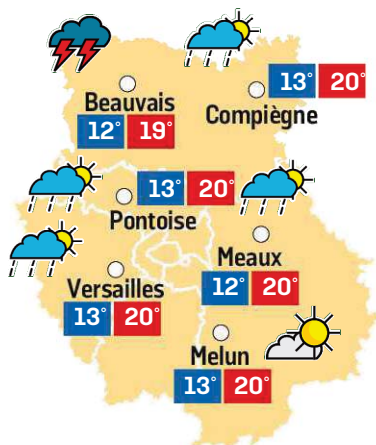 Beauvais
12° 19°
13° 20°
Compiègne
13° 20°
Pontoise
Meaux
12° 20°
Versailles
13° 20°
Melun
13° 20°